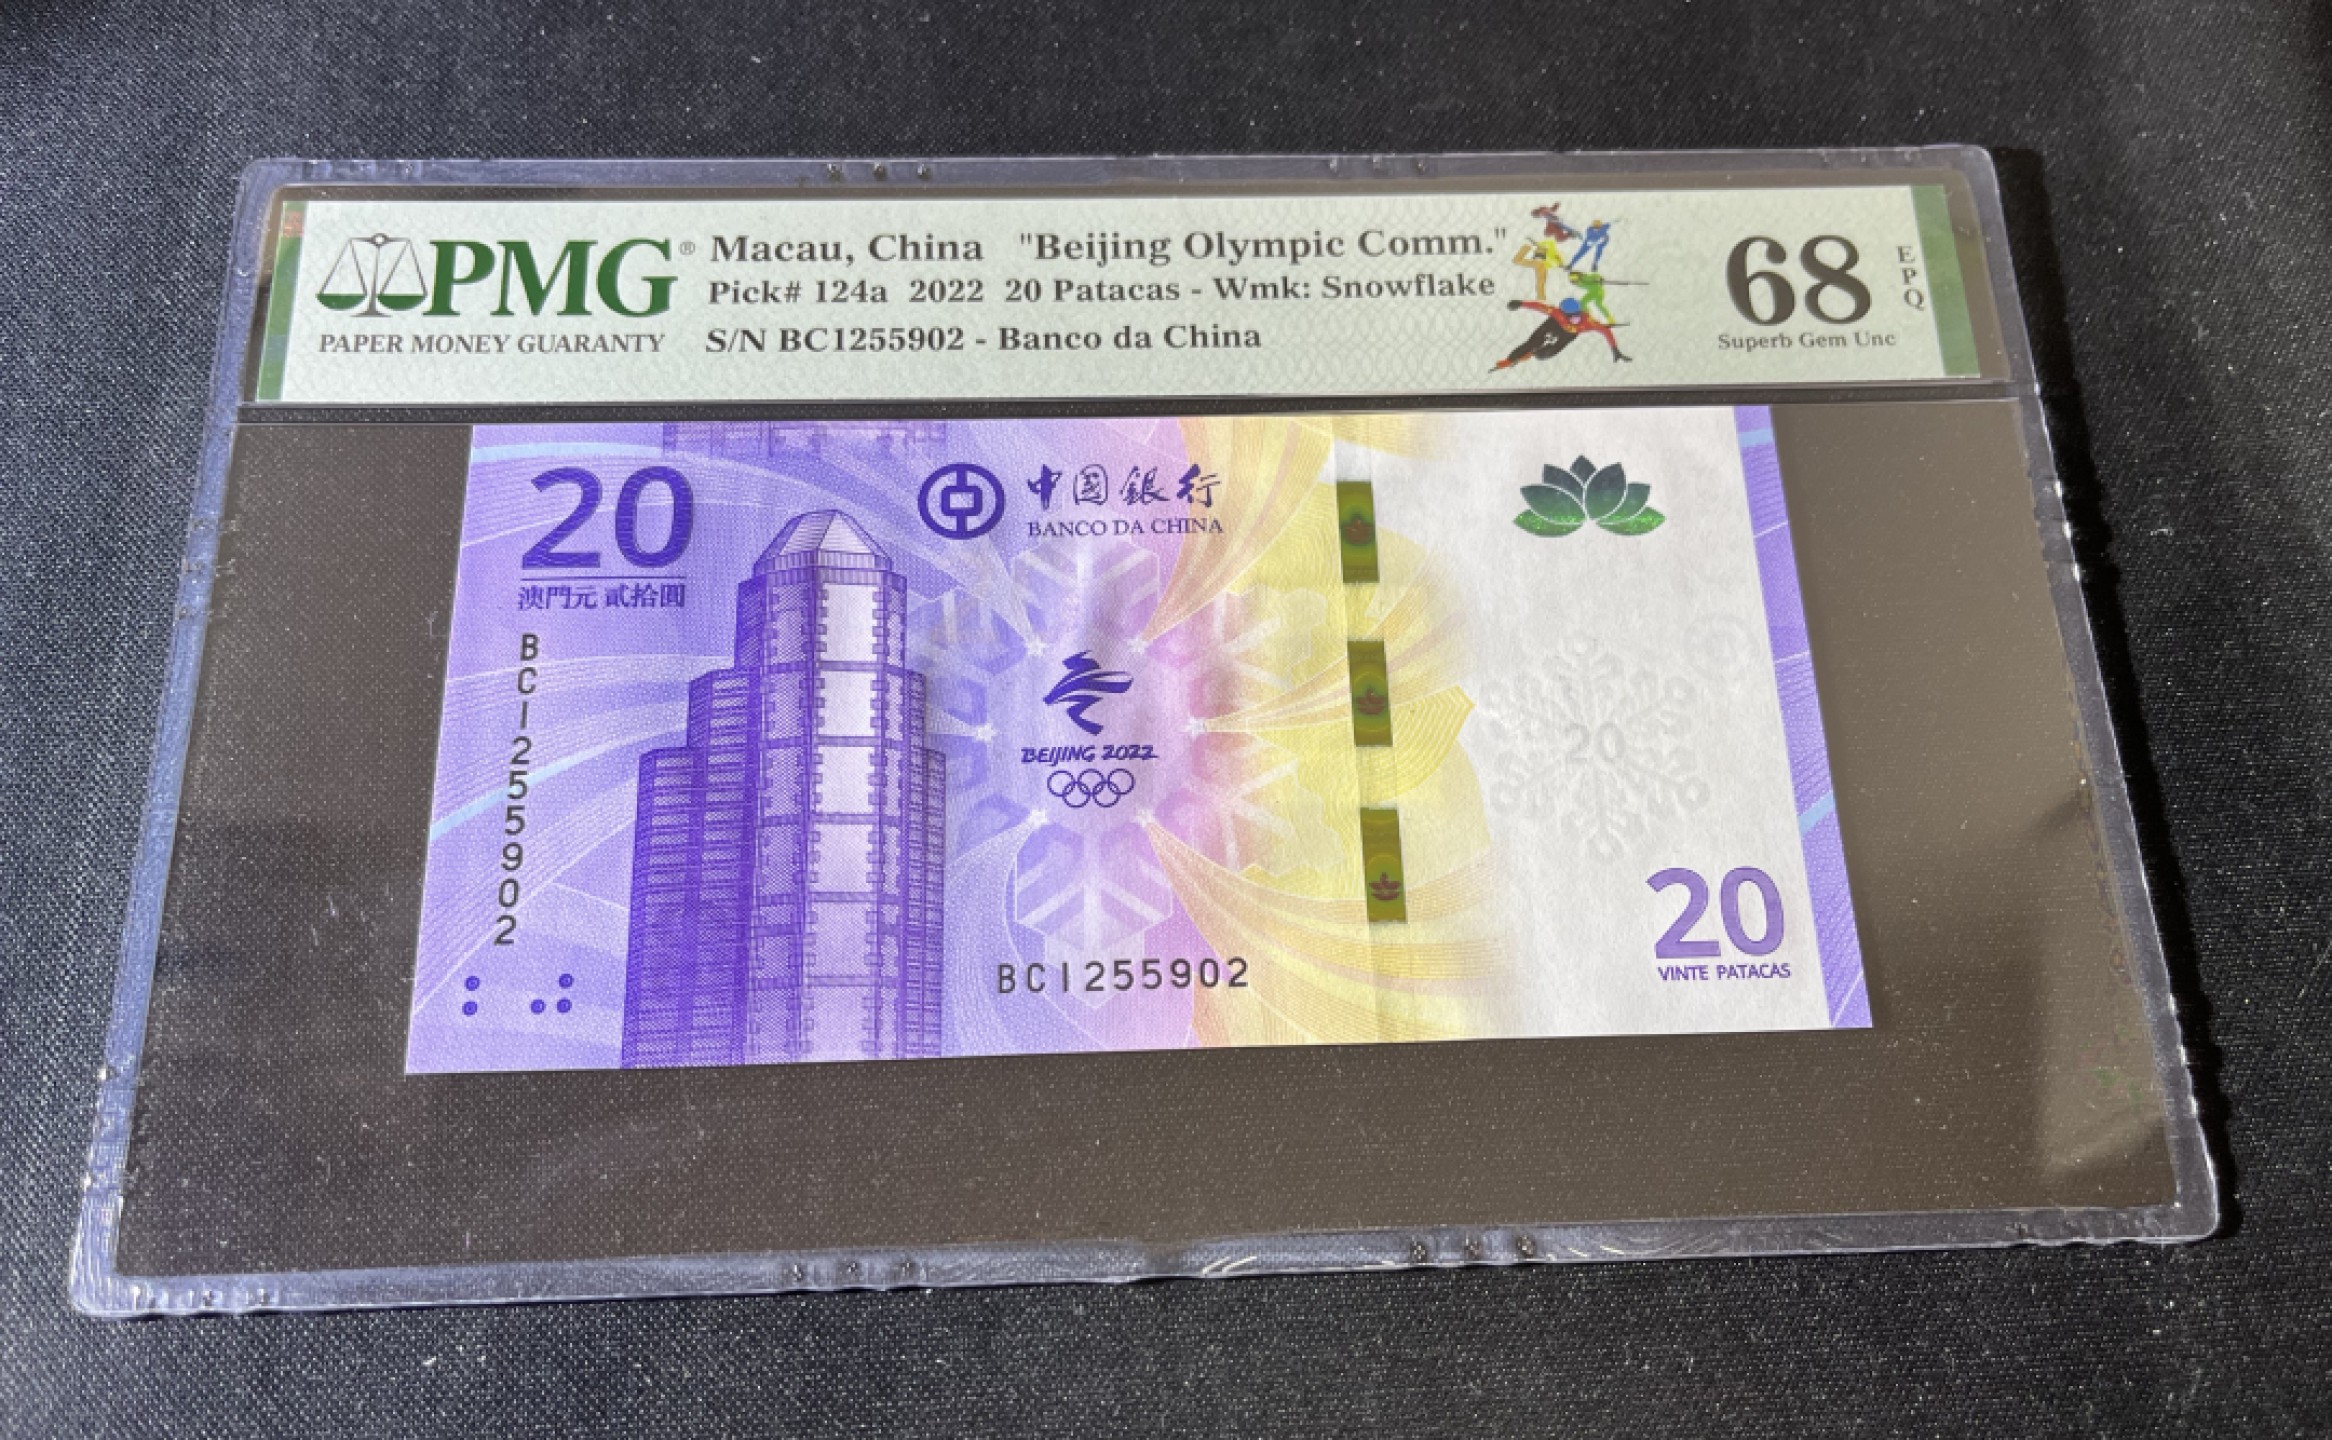 PMG®
PAPER MONEY GUARANTY
Macau, China "Beijing Olympic Comm."
Pick# 124a 2022 20 Patacas - Wmk: Snowflake
S/N BC1255902 - Banco da China
68
EPQ
Superb Gem Unc
20
澳門元 貳拾圓
BC1255902
中國銀行
BANCO DA CHINA
BEIJING 2022
BC1255902
20
20
VINTE PATACAS